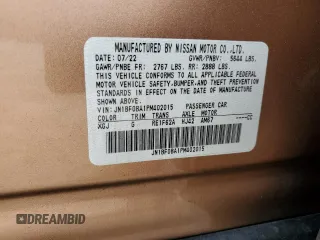 MANUFACTURED BY NISSAN MOTOR CO.,LTD.
DATE: 07/22 GVWR/PNBV: 5644 LBS.
GAWR/PNBE FR: 2767 LBS. RR: 2888 LBS.
THIS VEHICLE CONFORMS TO ALL APPLICABLE
FEDERAL MOTOR VEHICLE SAFETY,BUMPER,AND THEFT PREVENTION
STANDARDS IN EFFECT ON THE DATE OF MANUFACTURE
SHOWN ABOVE.
VIN: JN1BF0BA1PM402015 PASSENGER CAR
COLOR TRIM TRANS AXLE MOTOR
KGJ G RE1F62A HJ42 AM67
JN1BF0BA1PM402015
DREAMBID